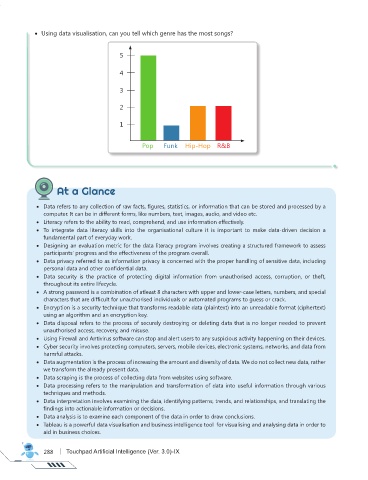 • Using data visualisation, can you tell which genre has the most songs?
5
4
3
2
1
Pop Funk Hip-Hop R&B
At a Glance
• Data refers to any collection of raw facts, figures, statistics, or information that can be stored and processed by a
computer. It can be in different forms, like numbers, text, images, audio, and video etc.
• Literacy refers to the ability to read, comprehend, and use information effectively.
• To integrate data literacy skills into the organisational culture it is important to make data-driven decision a
fundamental part of everyday work.
• Designing an evaluation metric for the data literacy program involves creating a structured framework to assess
participants' progress and the effectiveness of the program overall.
• Data privacy referred to as information privacy is concerned with the proper handling of sensitive data, including
personal data and other confidential data.
• Data security is the practice of protecting digital information from unauthorised access, corruption, or theft,
throughout its entire lifecycle.
• A strong password is a combination of atleast 8 characters with upper and lower-case letters, numbers, and special
characters that are difficult for unauthorised individuals or automated programs to guess or crack.
• Encryption is a security technique that transforms readable data (plaintext) into an unreadable format (ciphertext)
using an algorithm and an encryption key.
• Data disposal refers to the process of securely destroying or deleting data that is no longer needed to prevent
unauthorised access, recovery, and misuse.
• Using Firewall and Antivirus software can stop and alert users to any suspicious activity happening on their devices.
• Cyber security involves protecting computers, servers, mobile devices, electronic systems, networks, and data from
harmful attacks.
• Data augmentation is the process of increasing the amount and diversity of data. We do not collect new data, rather
we transform the already present data.
• Data scraping is the process of collecting data from websites using software.
• Data processing refers to the manipulation and transformation of data into useful information through various
techniques and methods.
• Data interpretation involves examining the data, identifying patterns, trends, and relationships, and translating the
findings into actionable information or decisions.
• Data analysis is to examine each component of the data in order to draw conclusions.
• Tableau is a powerful data visualisation and business intelligence tool for visualising and analysing data in order to
aid in business choices.
288 | Touchpad Artificial Intelligence (Ver. 3.0)-IX